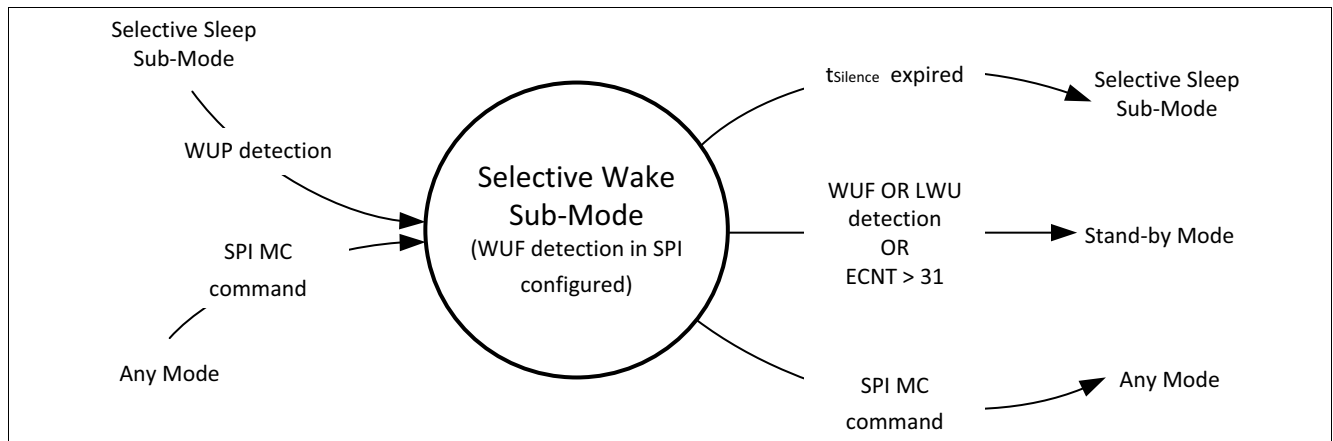 Selective Sleep
Sub-Mode
WUP detection
SPI MC
command
Any Mode
Selective Wake
Sub-Mode
(WUF detection in SPI
configured)
tSilence expired
Selective Sleep
Sub-Mode
WUF OR LWU
detection
OR
ECNT > 31
Stand-by Mode
SPI MC
command
Any Mode